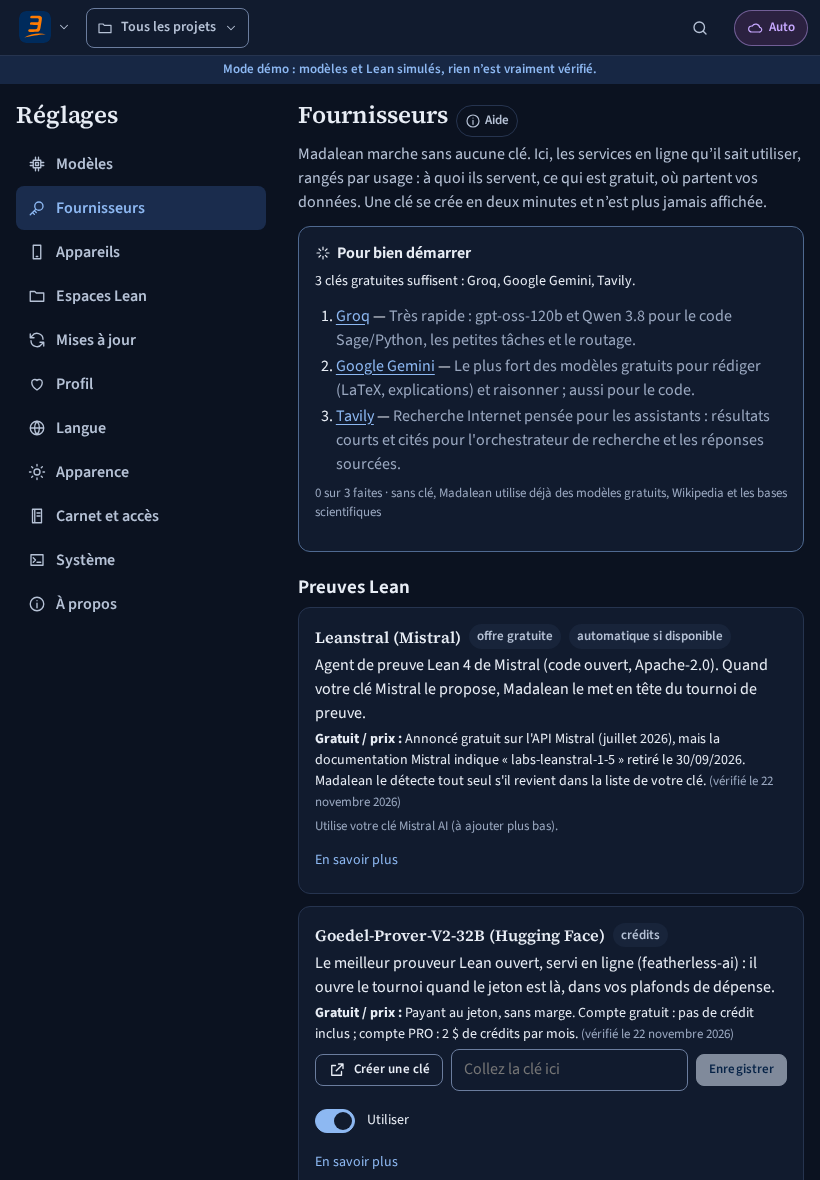 Tous les projets
Auto
Mode démo : modèles et Lean simulés, rien n'est vraiment vérifié.
Réglages
Modèles
Fournisseurs
Appareils
Espaces Lean
Mises à jour
Profil
Langue
Apparence
Carnet et accès
Système
À propos
Fournisseurs
Aide
Madalean marche sans aucune clé. Ici, les services en ligne qu'il sait utiliser,
rangés par usage : à quoi ils servent, ce qui est gratuit, où partent vos
données. Une clé se crée en deux minutes et n'est plus jamais affichée.
Pour bien démarrer
3 clés gratuites suffisent : Groq, Google Gemini, Tavily.
1. Groq — Très rapide : gpt-oss-120b et Qwen 3.8 pour le code
Sage/Python, les petites tâches et le routage.
2. Google Gemini — Le plus fort des modèles gratuits pour rédiger
(LaTeX, explications) et raisonner ; aussi pour le code.
3. Tavily — Recherche Internet pensée pour les assistants : résultats
courts et cités pour l'orchestrateur de recherche et les réponses
sourcées.
0 sur 3 faites · sans clé, Madalean utilise déjà des modèles gratuits, Wikipedia et les bases
scientifiques
Preuves Lean
Leanstral (Mistral) offre gratuite automatique si disponible
Agent de preuve Lean 4 de Mistral (code ouvert, Apache-2.0). Quand
votre clé Mistral le propose, Madalean le met en tête du tournoi de
preuve.
Gratuit / prix : Annoncé gratuit sur l'API Mistral (juillet 2026), mais la
documentation Mistral indique « labs-leanstral-1-5 » retiré le 30/09/2026.
Madalean le détecte tout seul s'il revient dans la liste de votre clé. (vérifié le 22
novembre 2026)
Utilise votre clé Mistral AI (à ajouter plus bas).
En savoir plus
Goedel-Prover-V2-32B (Hugging Face) crédits
Le meilleur prouveur Lean ouvert, servi en ligne (featherless-ai) : il
ouvre le tournoi quand le jeton est là, dans vos plafonds de dépense.
Gratuit / prix : Payant au jeton, sans marge. Compte gratuit : pas de crédit
inclus ; compte PRO : 2 $ de crédits par mois. (vérifié le 22 novembre 2026)
Créer une clé
Collez la clé ici
Enregistrer
Utiliser
En savoir plus